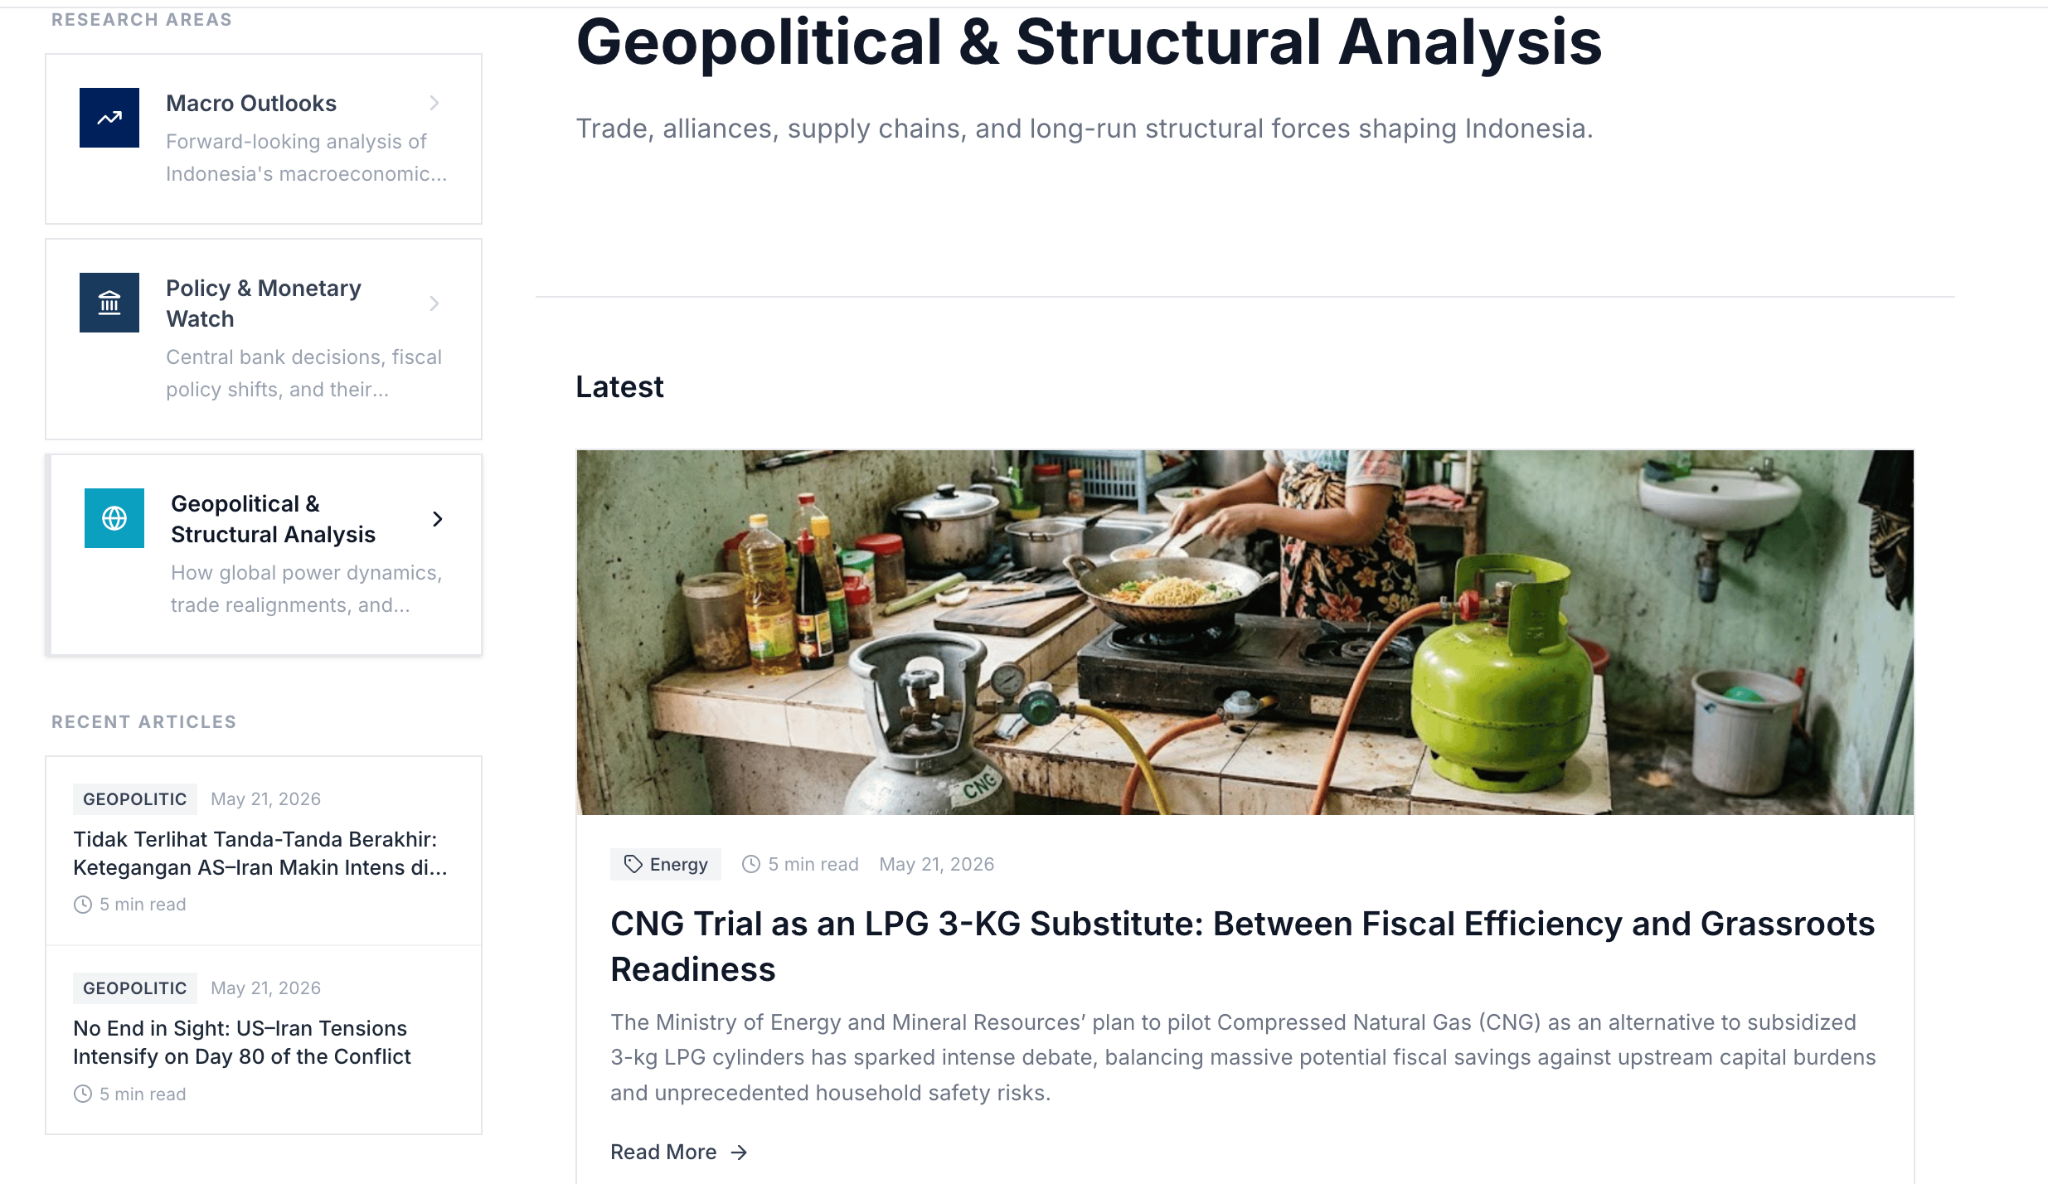 RESEARCH AREAS
Macro Outlooks
Forward-looking analysis of
Indonesia's macroeconomic...
Policy & Monetary
Watch
Central bank decisions, fiscal
policy shifts, and their...
Geopolitical &
Structural Analysis
How global power dynamics,
trade realignments, and...
RECENT ARTICLES
GEOPOLITIC May 21, 2026
Tidak Terlihat Tanda-Tanda Berakhir:
Ketegangan AS–Iran Makin Intens di...
5 min read
GEOPOLITIC May 21, 2026
No End in Sight: US–Iran Tensions
Intensify on Day 80 of the Conflict
5 min read
Geopolitical & Structural Analysis
Trade, alliances, supply chains, and long-run structural forces shaping Indonesia.
Latest
CNG
Energy 5 min read May 21, 2026
CNG Trial as an LPG 3-KG Substitute: Between Fiscal Efficiency and Grassroots
Readiness
The Ministry of Energy and Mineral Resources’ plan to pilot Compressed Natural Gas (CNG) as an alternative to subsidized
3-kg LPG cylinders has sparked intense debate, balancing massive potential fiscal savings against upstream capital burdens
and unprecedented household safety risks.
Read More →